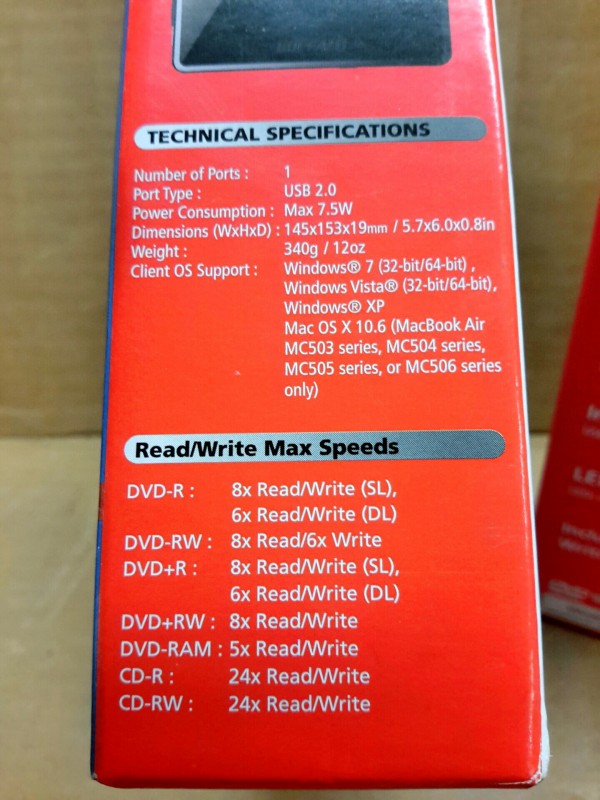 TECHNICAL SPECIFICATIONS
Number of Ports : 1
Port Type : USB 2.0
Power Consumption : Max 7.5W
Dimensions (WxHxD) : 145x153x19mm / 5.7x6.0x0.8in
Weight : 340g / 12oz
Client OS Support : Windows® 7 (32-bit/64-bit) ,
Windows Vista® (32-bit/64-bit),
Windows® XP
Mac OS X 10.6 (MacBook Air
MC503 series, MC504 series,
MC505 series, or MC506 series
only)
Read/Write Max Speeds
DVD-R : 8x Read/Write (SL),
6x Read/Write (DL)
DVD-RW : 8x Read/6x Write
DVD+R : 8x Read/Write (SL),
6x Read/Write (DL)
DVD+RW : 8x Read/Write
DVD-RAM : 5x Read/Write
CD-R : 24x Read/Write
CD-RW : 24x Read/Write